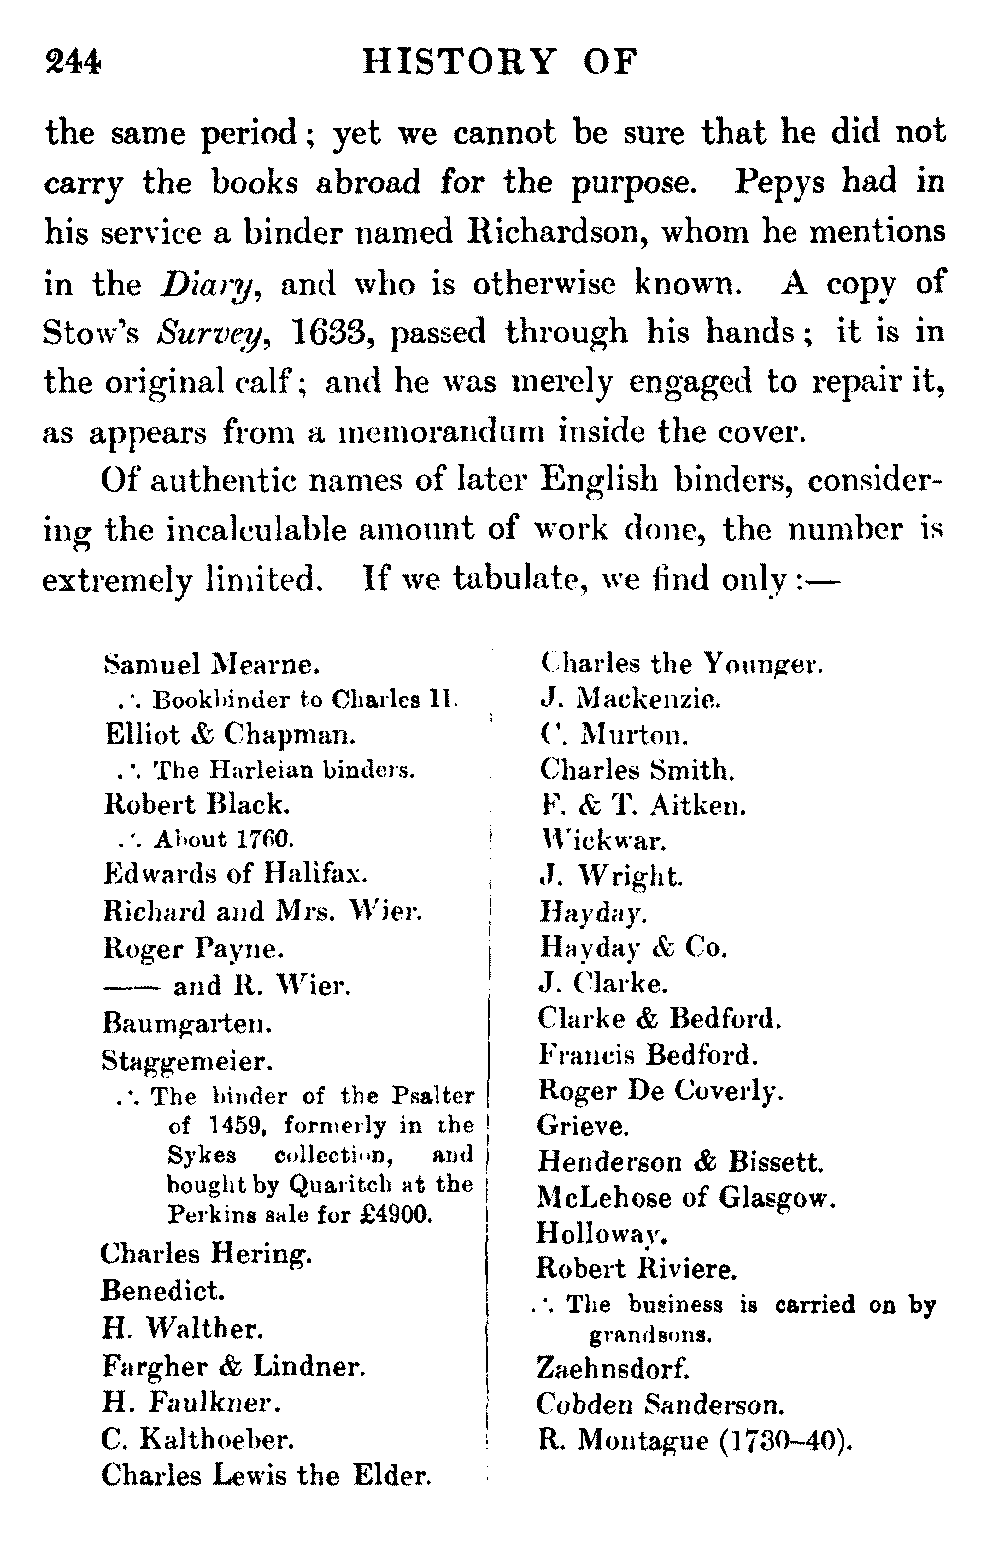 244 HISTORY OF
the same period; yet we cannot be sure that he did not
carry the books abroad for the purpose. Pepys had in
his service a binder named Richardson, whom he mentions
in the Diary, and who is otherwise known. A copy of
Stow's Survey, 1633, passed through his hands; it is in
the original calf; and he was merely engaged to repair it,
as appears from a memorandum inside the cover.
Of authentic names of later English binders, consider-
ing the incalculable amount of work done, the number is
extremely limited. If we tabulate, we find only:—
Samuel Mearne.
∴ Bookbinder to Charles II.
Elliot & Chapman.
∴ The Harleian binders.
Robert Black.
∴ About 1760.
Edwards of Halifax.
Richard and Mrs. Wier.
Roger Payne.
—— and R. Wier.
Baumgarten.
Staggemeier.
∴ The binder of the Psalter
of 1459, formerly in the
Sykes collection, and
bought by Quaritch at the
Perkins sale for £4900.
Charles Hering.
Benedict.
H. Walther.
Fargher & Lindner.
H. Faulkner.
C. Kalthoeber.
Charles Lewis the Elder.
Charles the Younger.
J. Mackenzie.
C. Murton.
Charles Smith.
F. & T. Aitken.
Wickwar.
J. Wright.
Hayday.
Hayday & Co.
J. Clarke.
Clarke & Bedford.
Francis Bedford.
Roger De Coverly.
Grieve.
Henderson & Bissett.
McLehose of Glasgow.
Holloway.
Robert Riviere.
∴ The business is carried on by
grandsons.
Zaehnsdorf.
Cobden Sanderson.
R. Montague (1730–40).